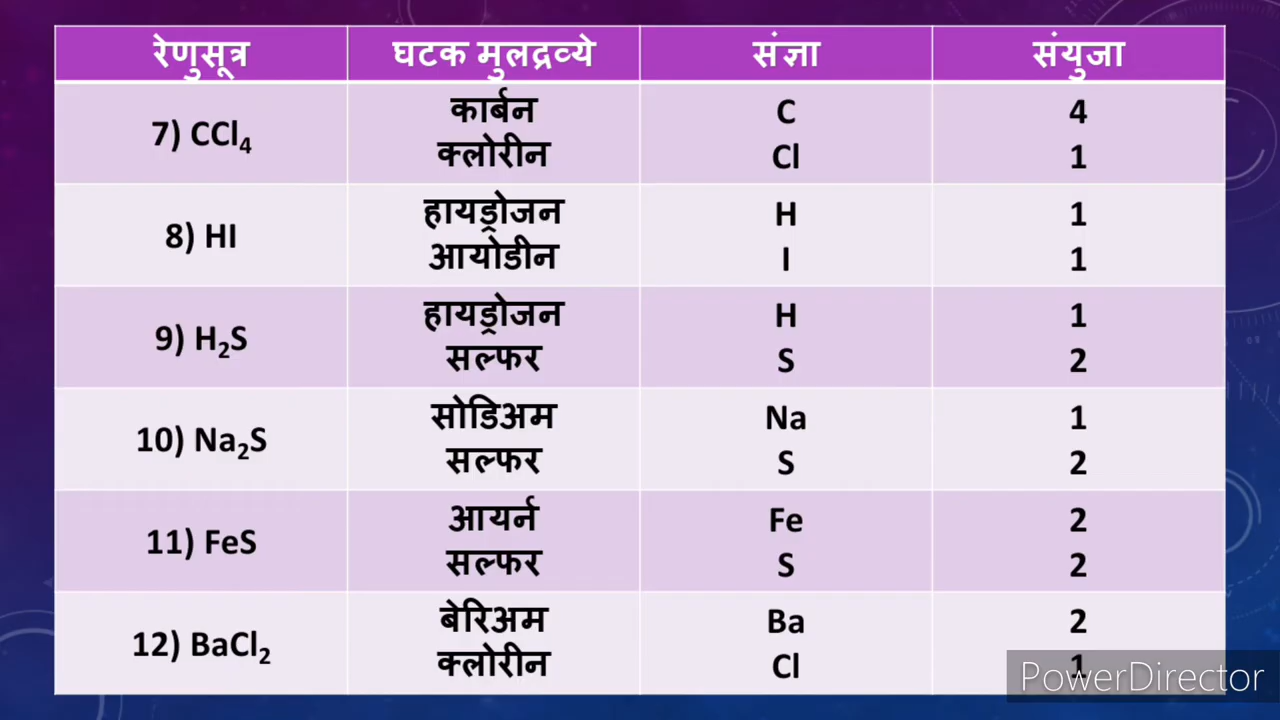 रेणुसूत्र घटक मुलद्रव्ये संज्ञा संयुजा
7) CCl₄ कार्बन C 4
क्लोरीन Cl 1
8) HI हायड्रोजन H 1
आयोडीन I 1
9) H₂S हायड्रोजन H 1
सल्फर S 2
10) Na₂S सोडिअम Na 1
सल्फर S 2
11) FeS आयर्न Fe 2
सल्फर S 2
12) BaCl₂ बेरिअम Ba 2
क्लोरीन Cl 1
PowerDirector